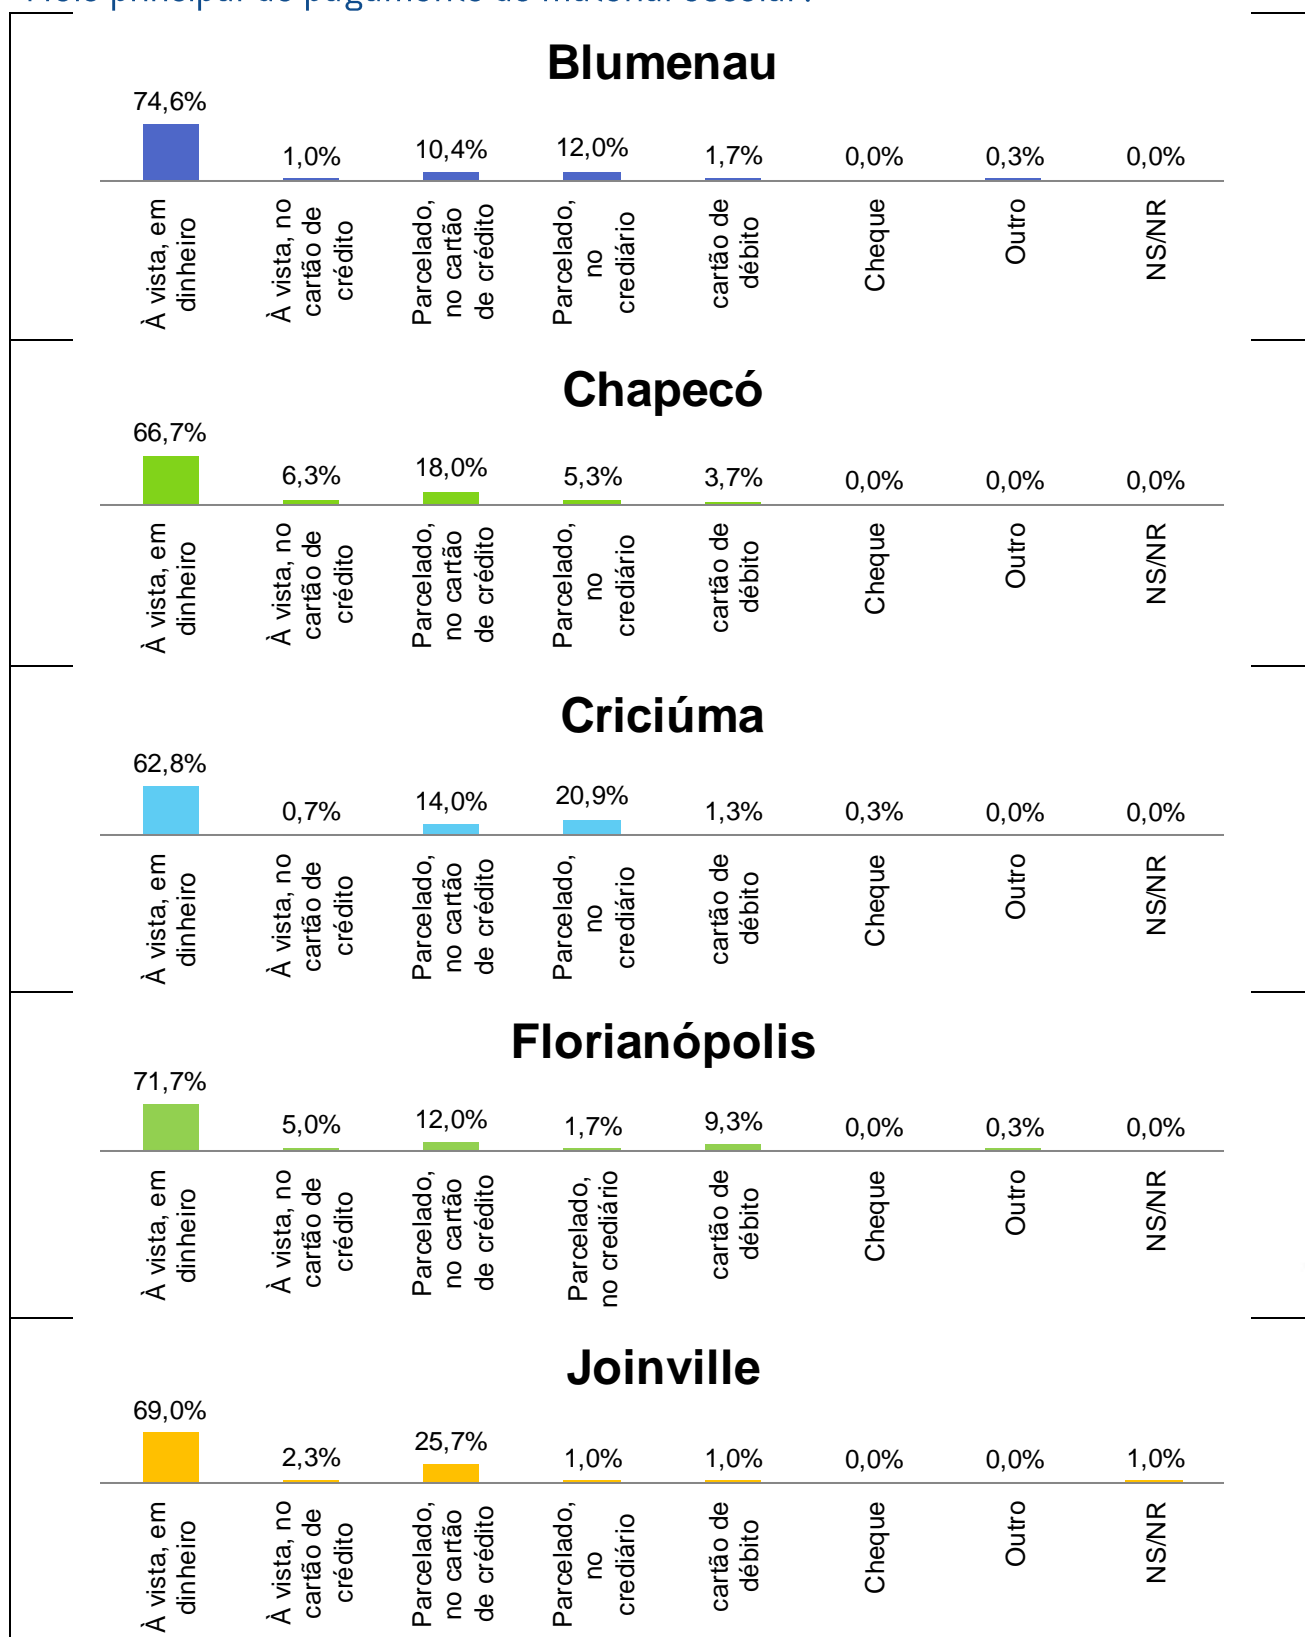 principal de pagamento do material escolar?
Blumenau
74,6%
1,0%
10,4%
12,0%
1,7%
0,0%
0,3%
0,0%
À vista, em
dinheiro
À vista, no
cartão de
crédito
Parcelado,
no cartão
de crédito
Parcelado,
no
crediário
cartão de
débito
Cheque
Outro
NS/NR
Chapecó
66,7%
6,3%
18,0%
5,3%
3,7%
0,0%
0,0%
0,0%
À vista, em
dinheiro
À vista, no
cartão de
crédito
Parcelado,
no cartão
de crédito
Parcelado,
no
crediário
cartão de
débito
Cheque
Outro
NS/NR
Criciúma
62,8%
0,7%
14,0%
20,9%
1,3%
0,3%
0,0%
0,0%
À vista, em
dinheiro
À vista, no
cartão de
crédito
Parcelado,
no cartão
de crédito
Parcelado,
no
crediário
cartão de
débito
Cheque
Outro
NS/NR
Florianópolis
71,7%
5,0%
12,0%
1,7%
9,3%
0,0%
0,3%
0,0%
À vista, em
dinheiro
À vista, no
cartão de
crédito
Parcelado,
no cartão
de crédito
Parcelado,
no crediário
cartão de
débito
Cheque
Outro
NS/NR
Joinville
69,0%
2,3%
25,7%
1,0%
1,0%
0,0%
0,0%
1,0%
À vista, em
dinheiro
À vista, no
cartão de
crédito
Parcelado,
no cartão
de crédito
Parcelado,
no
crediário
cartão de
débito
Cheque
Outro
NS/NR